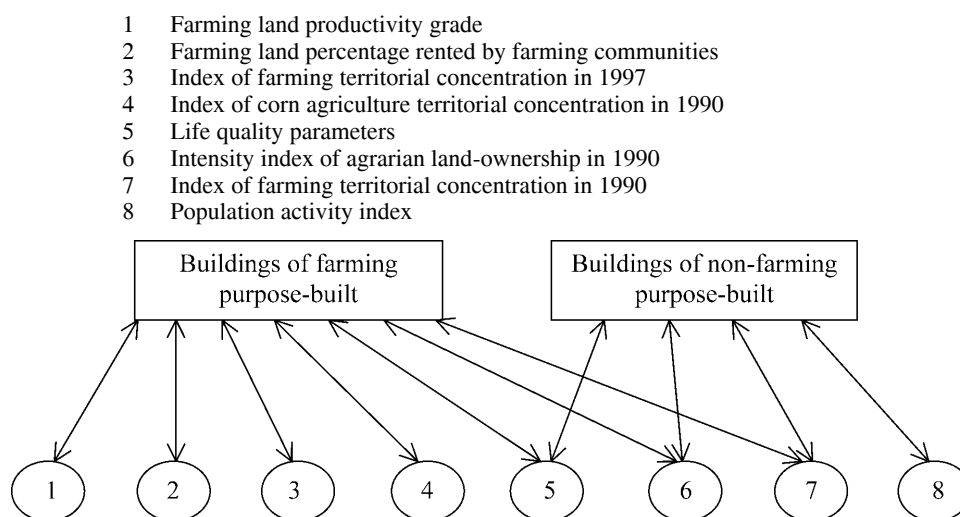 1 Farming land productivity grade
2 Farming land percentage rented by farming communities
3 Index of farming territorial concentration in 1997
4 Index of corn agriculture territorial concentration in 1990
5 Life quality parameters
6 Intensity index of agrarian land-ownership in 1990
7 Index of farming territorial concentration in 1990
8 Population activity index
Buildings of farming
purpose-built
Buildings of non-farming
purpose-built
1 2 3 4 5 6 7 8